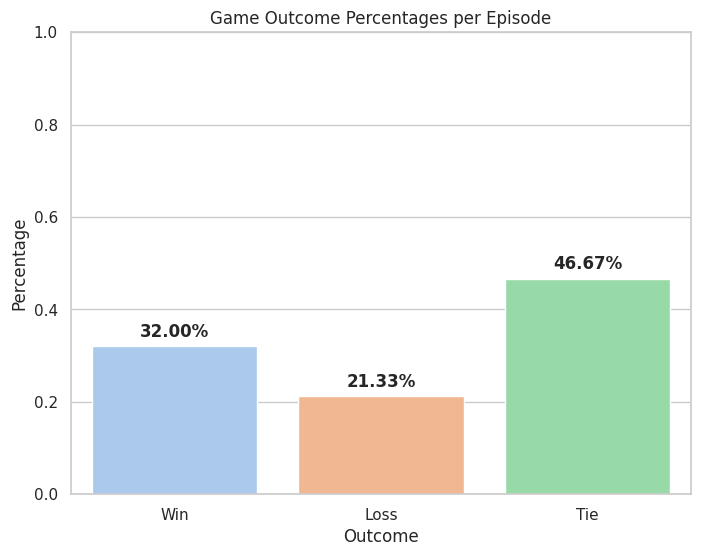 Game Outcome Percentages per Episode
1.0
0.8
0.6
0.4
0.2
0.0
Percentage
32.00%
21.33%
46.67%
Win
Loss
Tie
Outcome